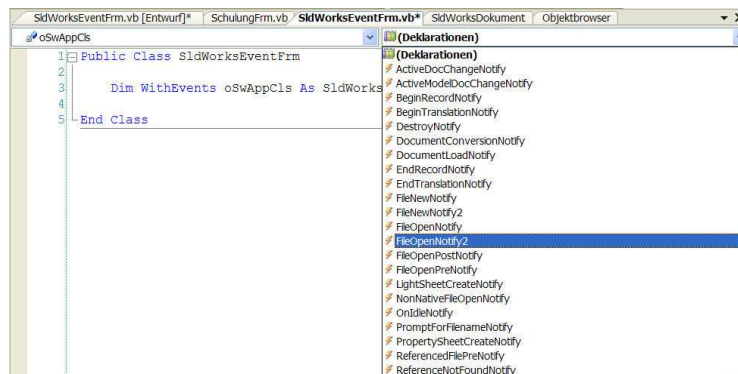 SldWorksEventFrm.vb [Entwurf]* SchulungFrm.vb SldWorksEventFrm.vb* SldWorksDokument Objektbrowser
oSwAppCls (Deklarationen)
(Deklarationen)
1 Public Class SldWorksEventFrm
ActiveDocChangeNotify
2
ActiveModelDocChangeNotify
3 Dim WithEvents oSwAppCls As SldWorks
BeginRecordNotify
4
BeginTranslationNotify
5 End Class
DestroyNotify
DocumentConversionNotify
DocumentLoadNotify
EndRecordNotify
EndTranslationNotify
FileNewNotify
FileNewNotify2
FileOpenNotify
FileOpenNotify2
FileOpenPostNotify
FileOpenPreNotify
LightSheetCreateNotify
NonNativeFileOpenNotify
OnIdleNotify
PromptForFilenameNotify
PropertySheetCreateNotify
ReferencedFilePreNotify
ReferenceNotFoundNotify